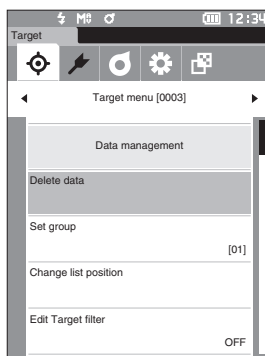 M 12:34
Target
Target menu [0003]
Data management
Delete data
Set group
[01]
Change list position
Edit Target filter
OFF